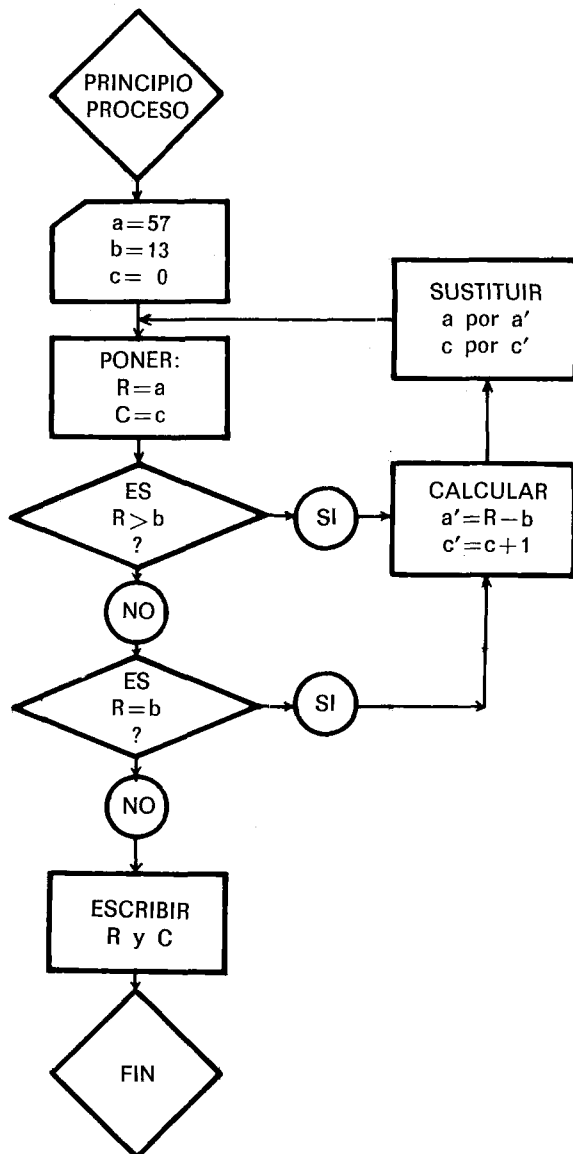 PRINCIPIO
PROCESO
a=57
b=13
c= 0
SUSTITUIR
a por a'
c por c'
PONER:
R=a
C=c
ES
R>b
?
SI
CALCULAR
a'=R-b
c'=c+1
NO
ES
R=b
?
SI
NO
ESCRIBIR
R y C
FIN